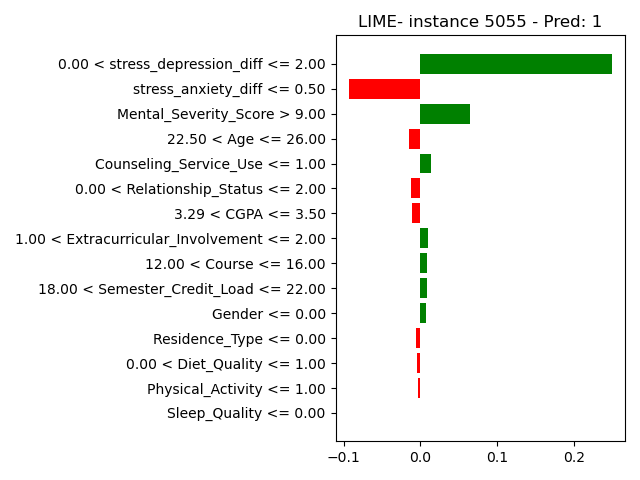 LIME- instance 5055 - Pred: 1
0.00 < stress_depression_diff <= 2.00
stress_anxiety_diff <= 0.50
Mental_Severity_Score > 9.00
22.50 < Age <= 26.00
Counseling_Service_Use <= 1.00
0.00 < Relationship_Status <= 2.00
3.29 < CGPA <= 3.50
1.00 < Extracurricular_Involvement <= 2.00
12.00 < Course <= 16.00
18.00 < Semester_Credit_Load <= 22.00
Gender <= 0.00
Residence_Type <= 0.00
0.00 < Diet_Quality <= 1.00
Physical_Activity <= 1.00
Sleep_Quality <= 0.00
−0.1 0.0 0.1 0.2